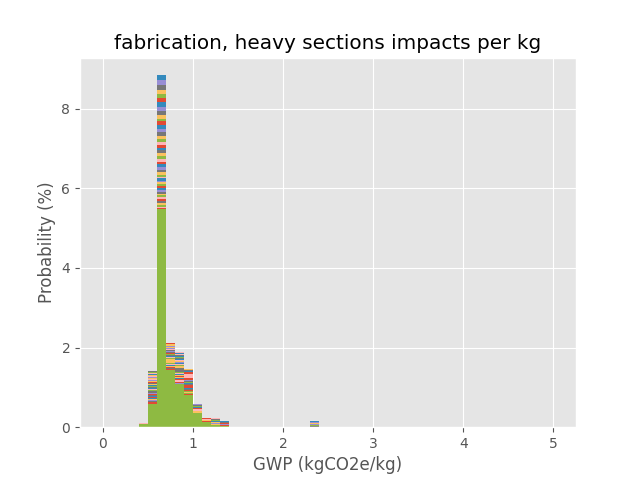 fabrication, heavy sections impacts per kg
8
6
4
2
0
Probability (%)
0 1 2 3 4 5
GWP (kgCO2e/kg)